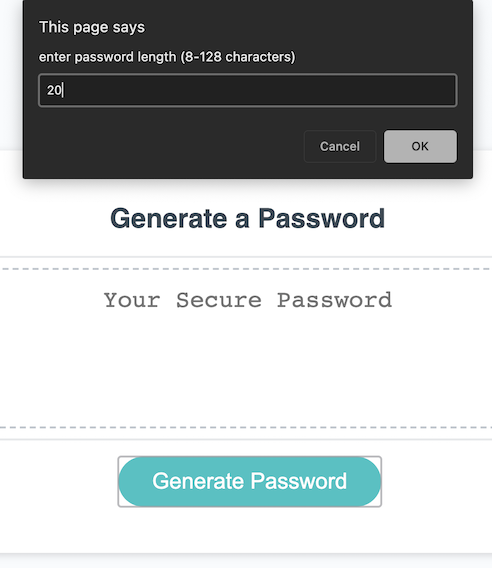 This page says
enter password length (8-128 characters)
20
Cancel
OK
Generate a Password
Your Secure Password
Generate Password